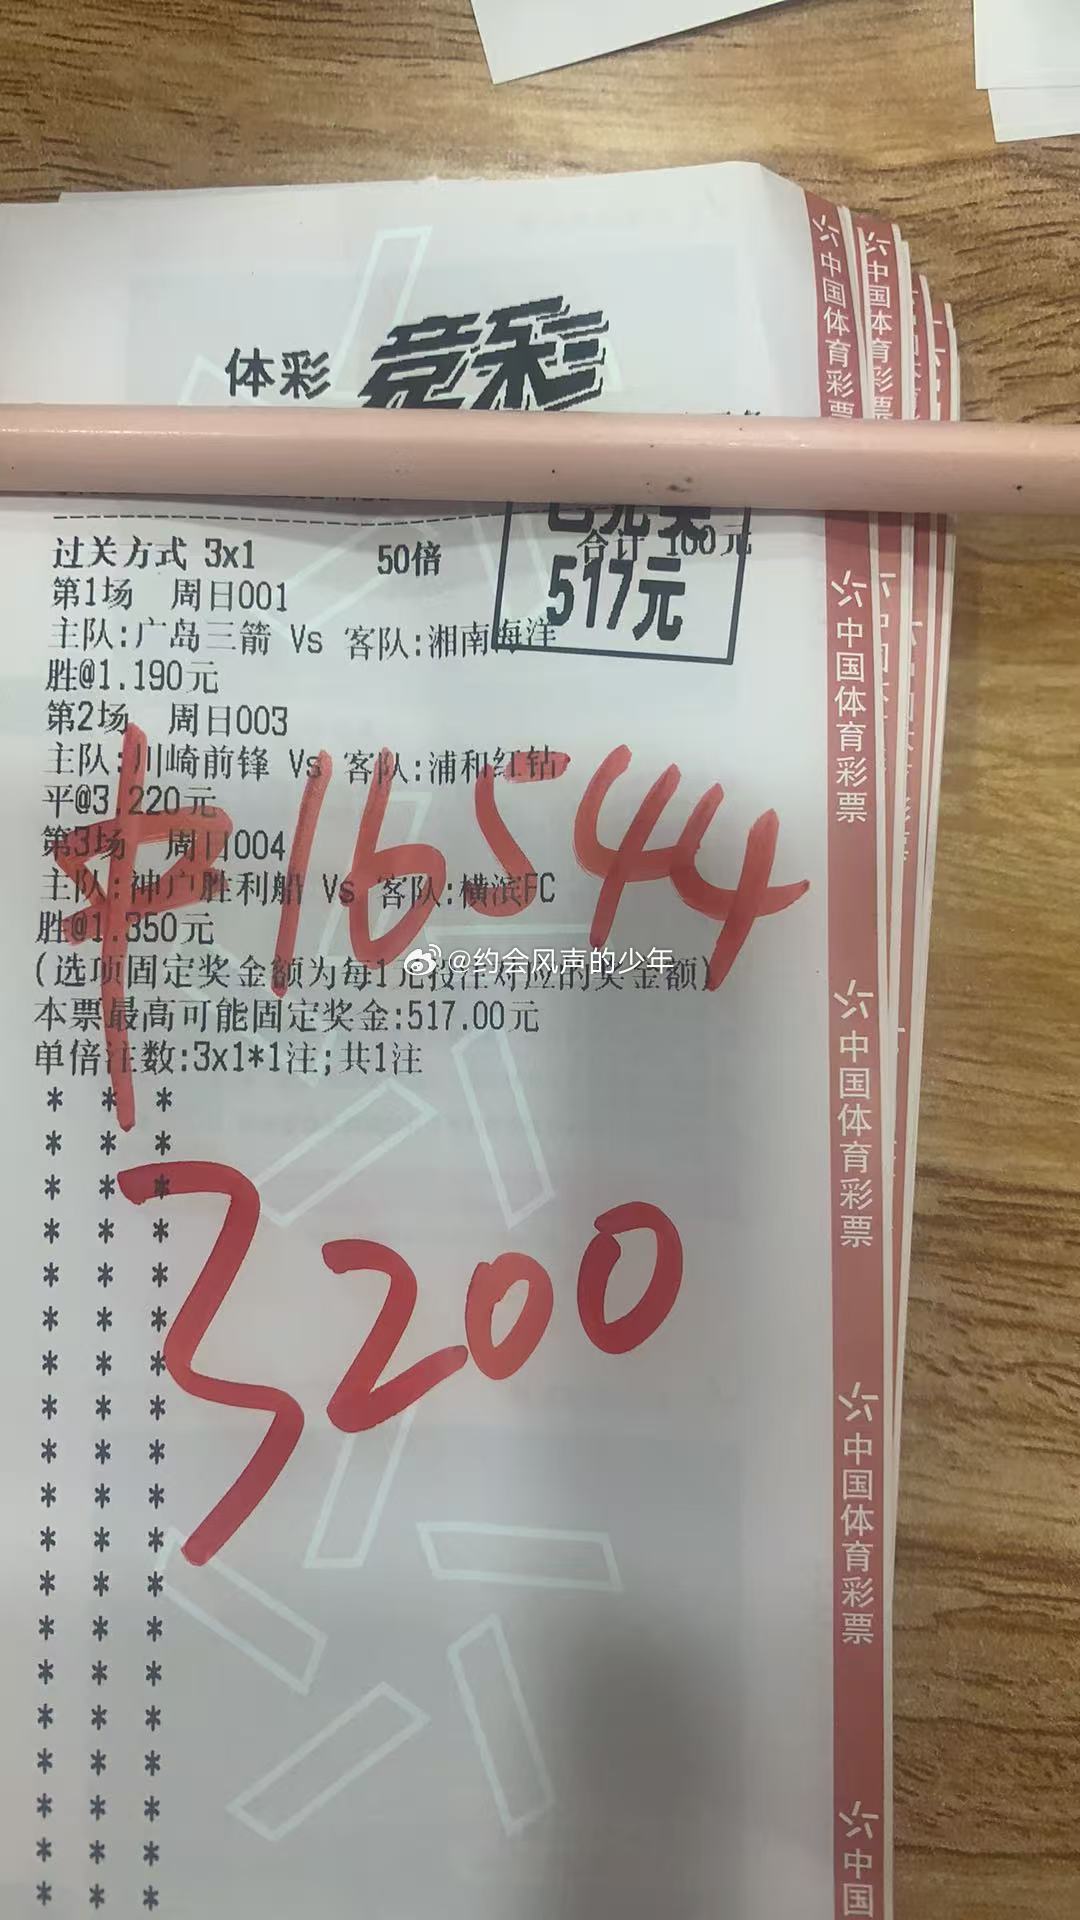 体彩 竞彩
过关方式 3x1 50倍 合计 100元
517元
第1场 周日001
主队:广岛三箭 Vs 客队:湘南海洋
胜@1.190元
第2场 周日003
主队:川崎前锋 Vs 客队:浦和红钻
平@3.220元
第3场 周日004
主队:神户胜利船 Vs 客队:横滨FC
胜@1.350元
(选项固定奖金额为每1元投注对应的奖金额)
本票最高可能固定奖金:517.00元
单倍注数:3x1*1注;共1注
中16544
3200
@约会风声的少年
中国体育彩票
中国体育彩票
中国体育彩票
中国体育彩票
中国体育彩票
中国